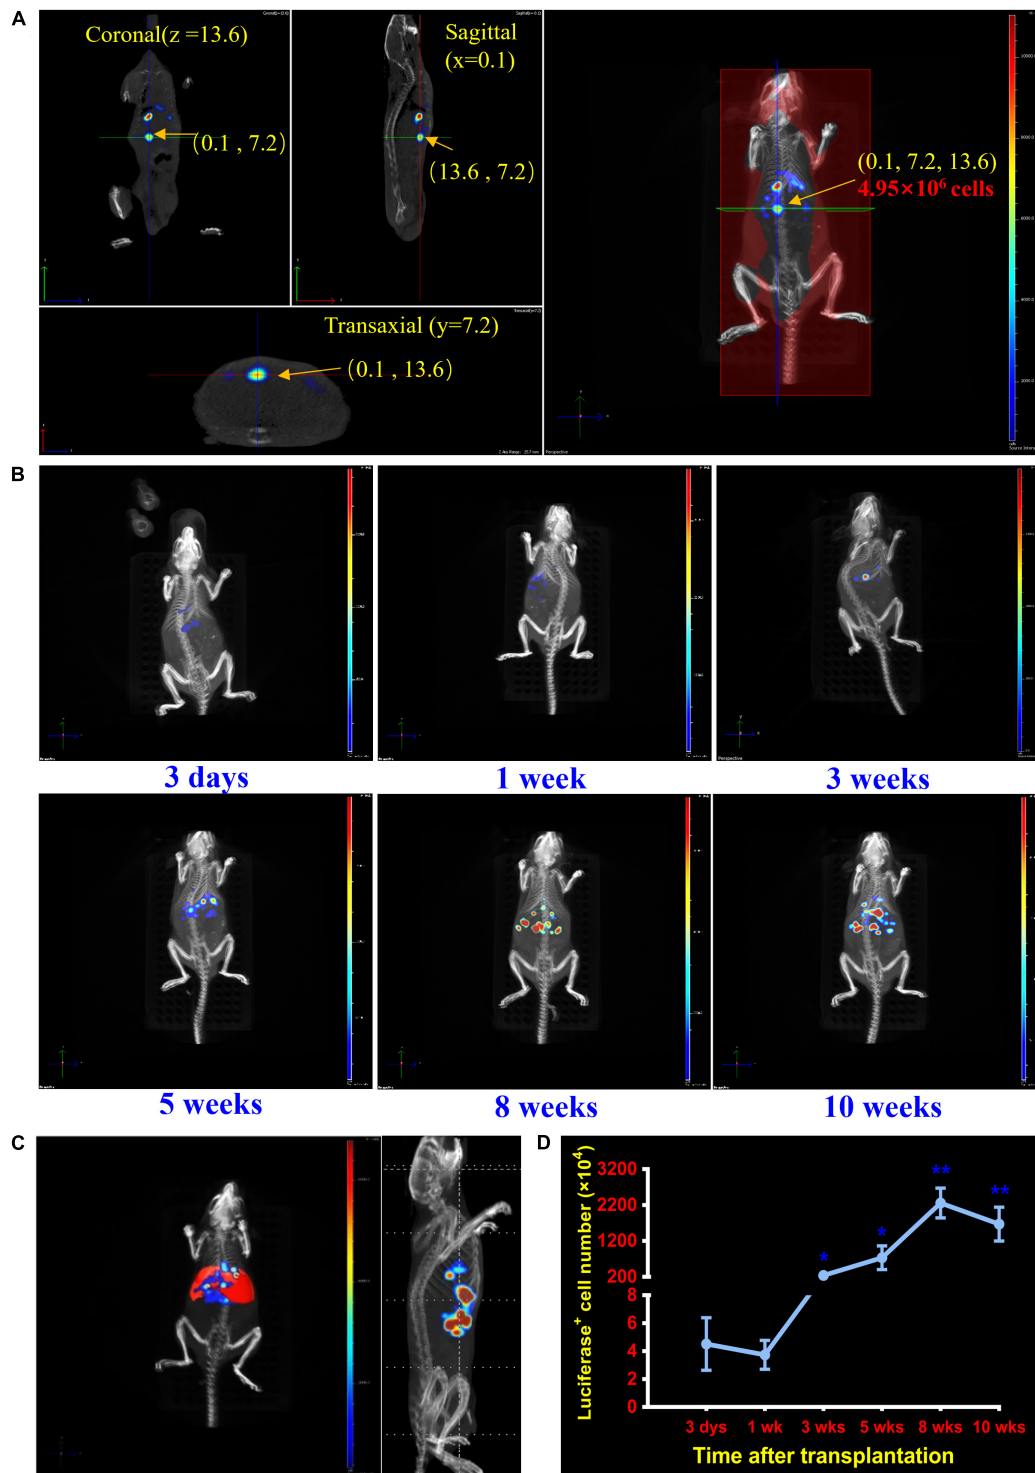 A
Coronal(z =13.6)
(0.1 , 7.2)
Sagittal
(x=0.1)
(13.6 , 7.2)
(0.1, 7.2, 13.6)
4.95×10⁶ cells
Transaxial (y=7.2)
(0.1 , 13.6)
Perspective
B
3 days
1 week
Perspective
3 weeks
5 weeks
8 weeks
10 weeks
C
D
Luciferase⁺ cell number (×10⁴)
3200
2200
1200
200
8
6
4
2
0
*
*
**
**
3 dys
1 wk
3 wks
5 wks
8 wks
10 wks
Time after transplantation